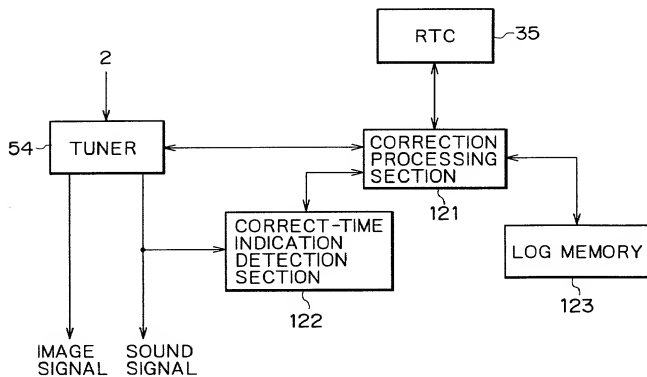 RTC
35
2
54
TUNER
CORRECTION
PROCESSING
SECTION
121
CORRECT-TIME
INDICATION
DETECTION
SECTION
122
LOG MEMORY
123
IMAGE
SIGNAL
SOUND
SIGNAL